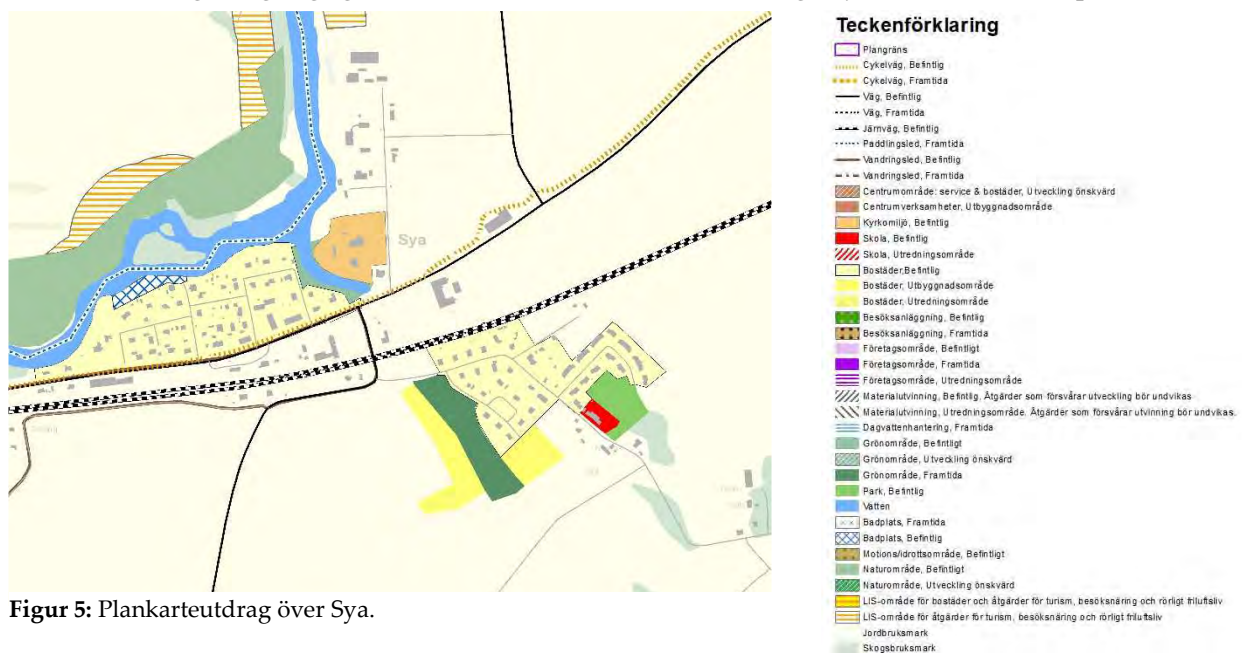 Sya
Figur 5: Plankarteutdrag över Sya.
Teckenförklaring
Plangräns
Cykelväg, Befintlig
Cykelväg, Framtida
Väg, Befintlig
Väg, Framtida
Järnväg, Befintlig
Paddlingsled, Framtida
Vandringsled, Befintlig
Vandringsled, Framtida
Centrumområde: service & bostäder, Utveckling önskvärd
Centrumverksamheter, Utbyggnadsområde
Kyrkomiljö, Befintlig
Skola, Befintlig
Skola, Utredningsområde
Bostäder,Befintlig
Bostäder, Utbyggnadsområde
Bostäder, Utredningsområde
Besöksanläggning, Befintlig
Besöksanläggning, Framtida
Företagsområde, Befintligt
Företagsområde, Framtida
Företagsområde, Utredningsområde
Materialutvinning, Befintlig. Åtgärder som försvårar utveckling bör undvikas
Materialutvinning, Utredningsområde. Åtgärder som försvårar utvinning bör undvikas.
Dagvattenhantering, Framtida
Grönområde, Befintligt
Grönområde, Utveckling önskvärd
Grönområde, Framtida
Park, Befintlig
Vatten
Badplats, Framtida
Badplats, Befintlig
Motions/idrottsområde, Befintligt
Naturområde, Befintligt
Naturområde, Utveckling önskvärd
LIS-område för bostäder och åtgärder för turism, besöksnäring och rörligt friluftsliv
LIS-område för åtgärder för turism, besöksnäring och rörligt friluftsliv
Jordbruksmark
Skogsbruksmark